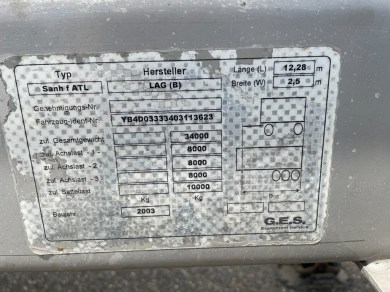 Typ Hersteller Länge (L) 12,28 m
Sanh f ATL LAG (B) Breite (W) 2,5 m
Genehmigungs-Nr
Fahrzeug-Ident-Nr YB4D03333403113623
zul. Gesamtgewicht 34000
zul. Achslast - 1 8000
zul. Achslast - 2 8000
zul. Achslast - 3 8000
zul. Sattellast 10000
Kg Kg
Baujahr 2003
G.E.S.